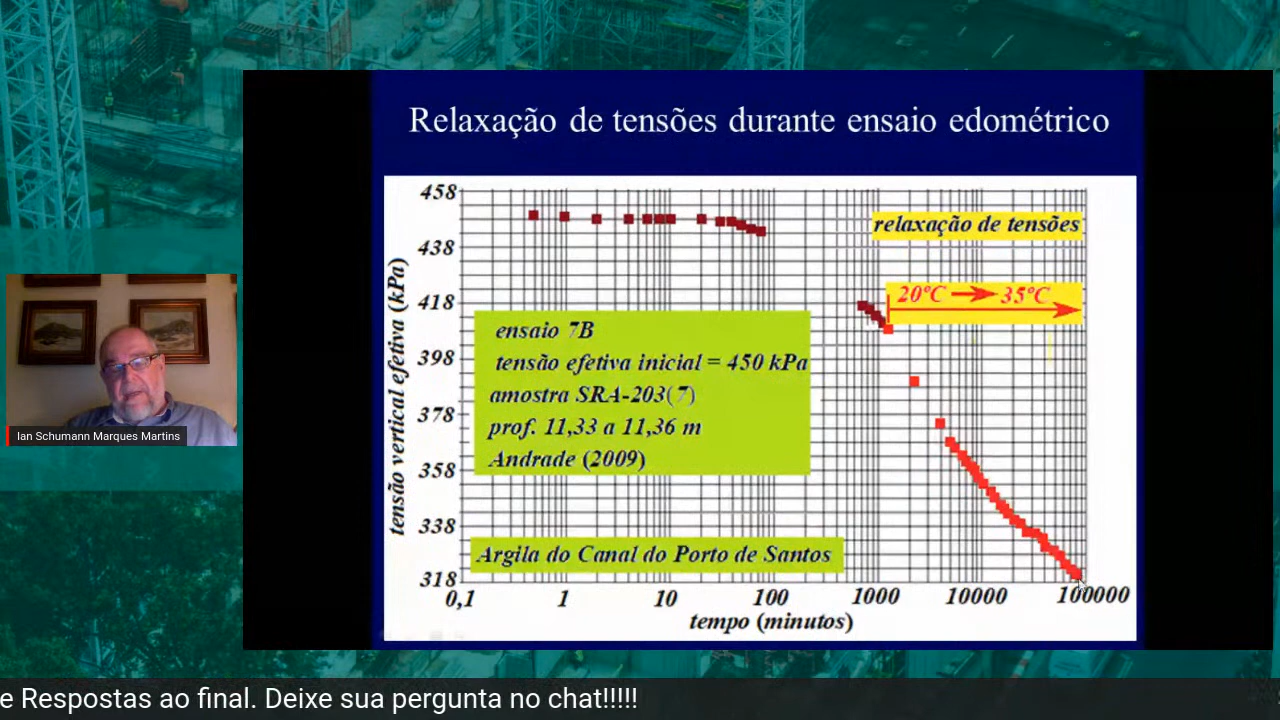 Relaxação de tensões durante ensaio edométrico
458
438
418
398
378
358
338
318
tensão vertical efetiva (kPa)
relaxação de tensões
20ºC 35ºC
ensaio 7B
tensão efetiva inicial = 450 kPa
amostra SRA-203(7)
prof. 11,33 a 11,36 m
Andrade (2009)
Argila do Canal do Porto de Santos
0,1 1 10 100 1000 10000 100000
tempo (minutos)
Ian Schumann Marques Martins
e Respostas ao final. Deixe sua pergunta no chat!!!!!